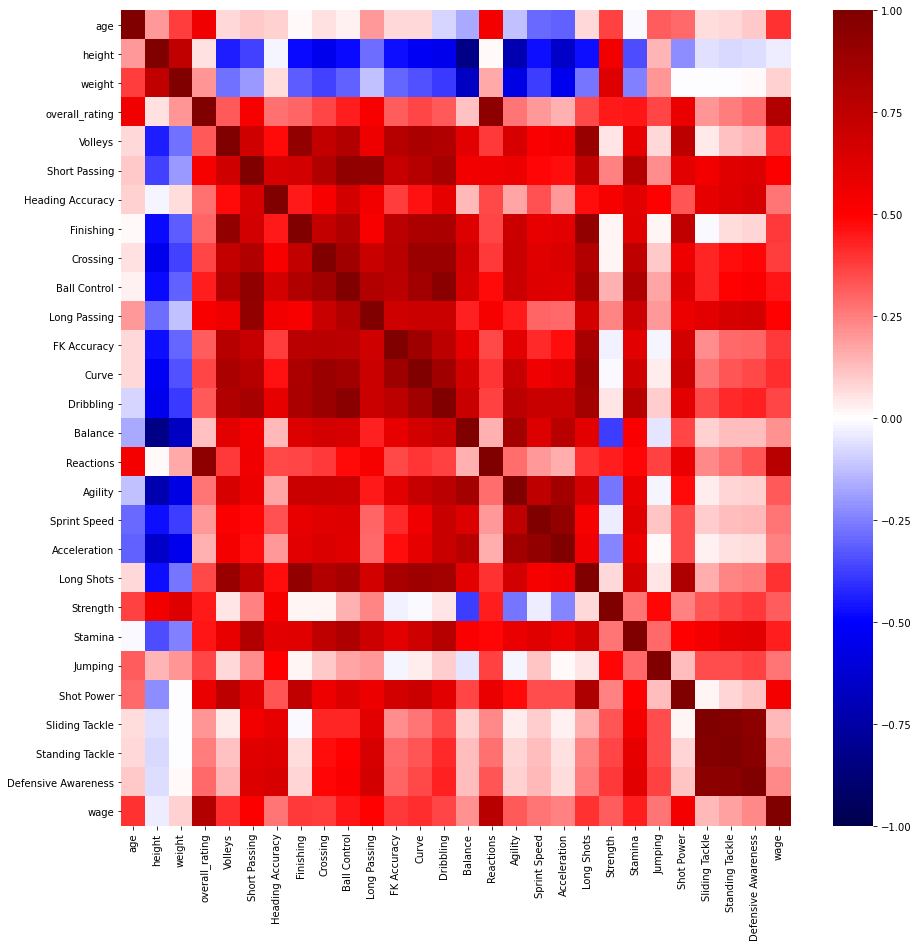 age
height
weight
overall_rating
Volleys
Short Passing
Heading Accuracy
Finishing
Crossing
Ball Control
Long Passing
FK Accuracy
Curve
Dribbling
Balance
Reactions
Agility
Sprint Speed
Acceleration
Long Shots
Strength
Stamina
Jumping
Shot Power
Sliding Tackle
Standing Tackle
Defensive Awareness
wage
age
height
weight
overall_rating
Volleys
Short Passing
Heading Accuracy
Finishing
Crossing
Ball Control
Long Passing
FK Accuracy
Curve
Dribbling
Balance
Reactions
Agility
Sprint Speed
Acceleration
Long Shots
Strength
Stamina
Jumping
Shot Power
Sliding Tackle
Standing Tackle
Defensive Awareness
wage
1.00
0.75
0.50
0.25
0.00
−0.25
−0.50
−0.75
−1.00